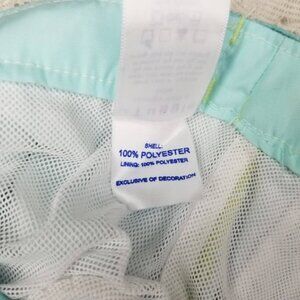 SHELL:
100% POLYESTER
LINING: 100% POLYESTER
EXCLUSIVE OF DECORATION